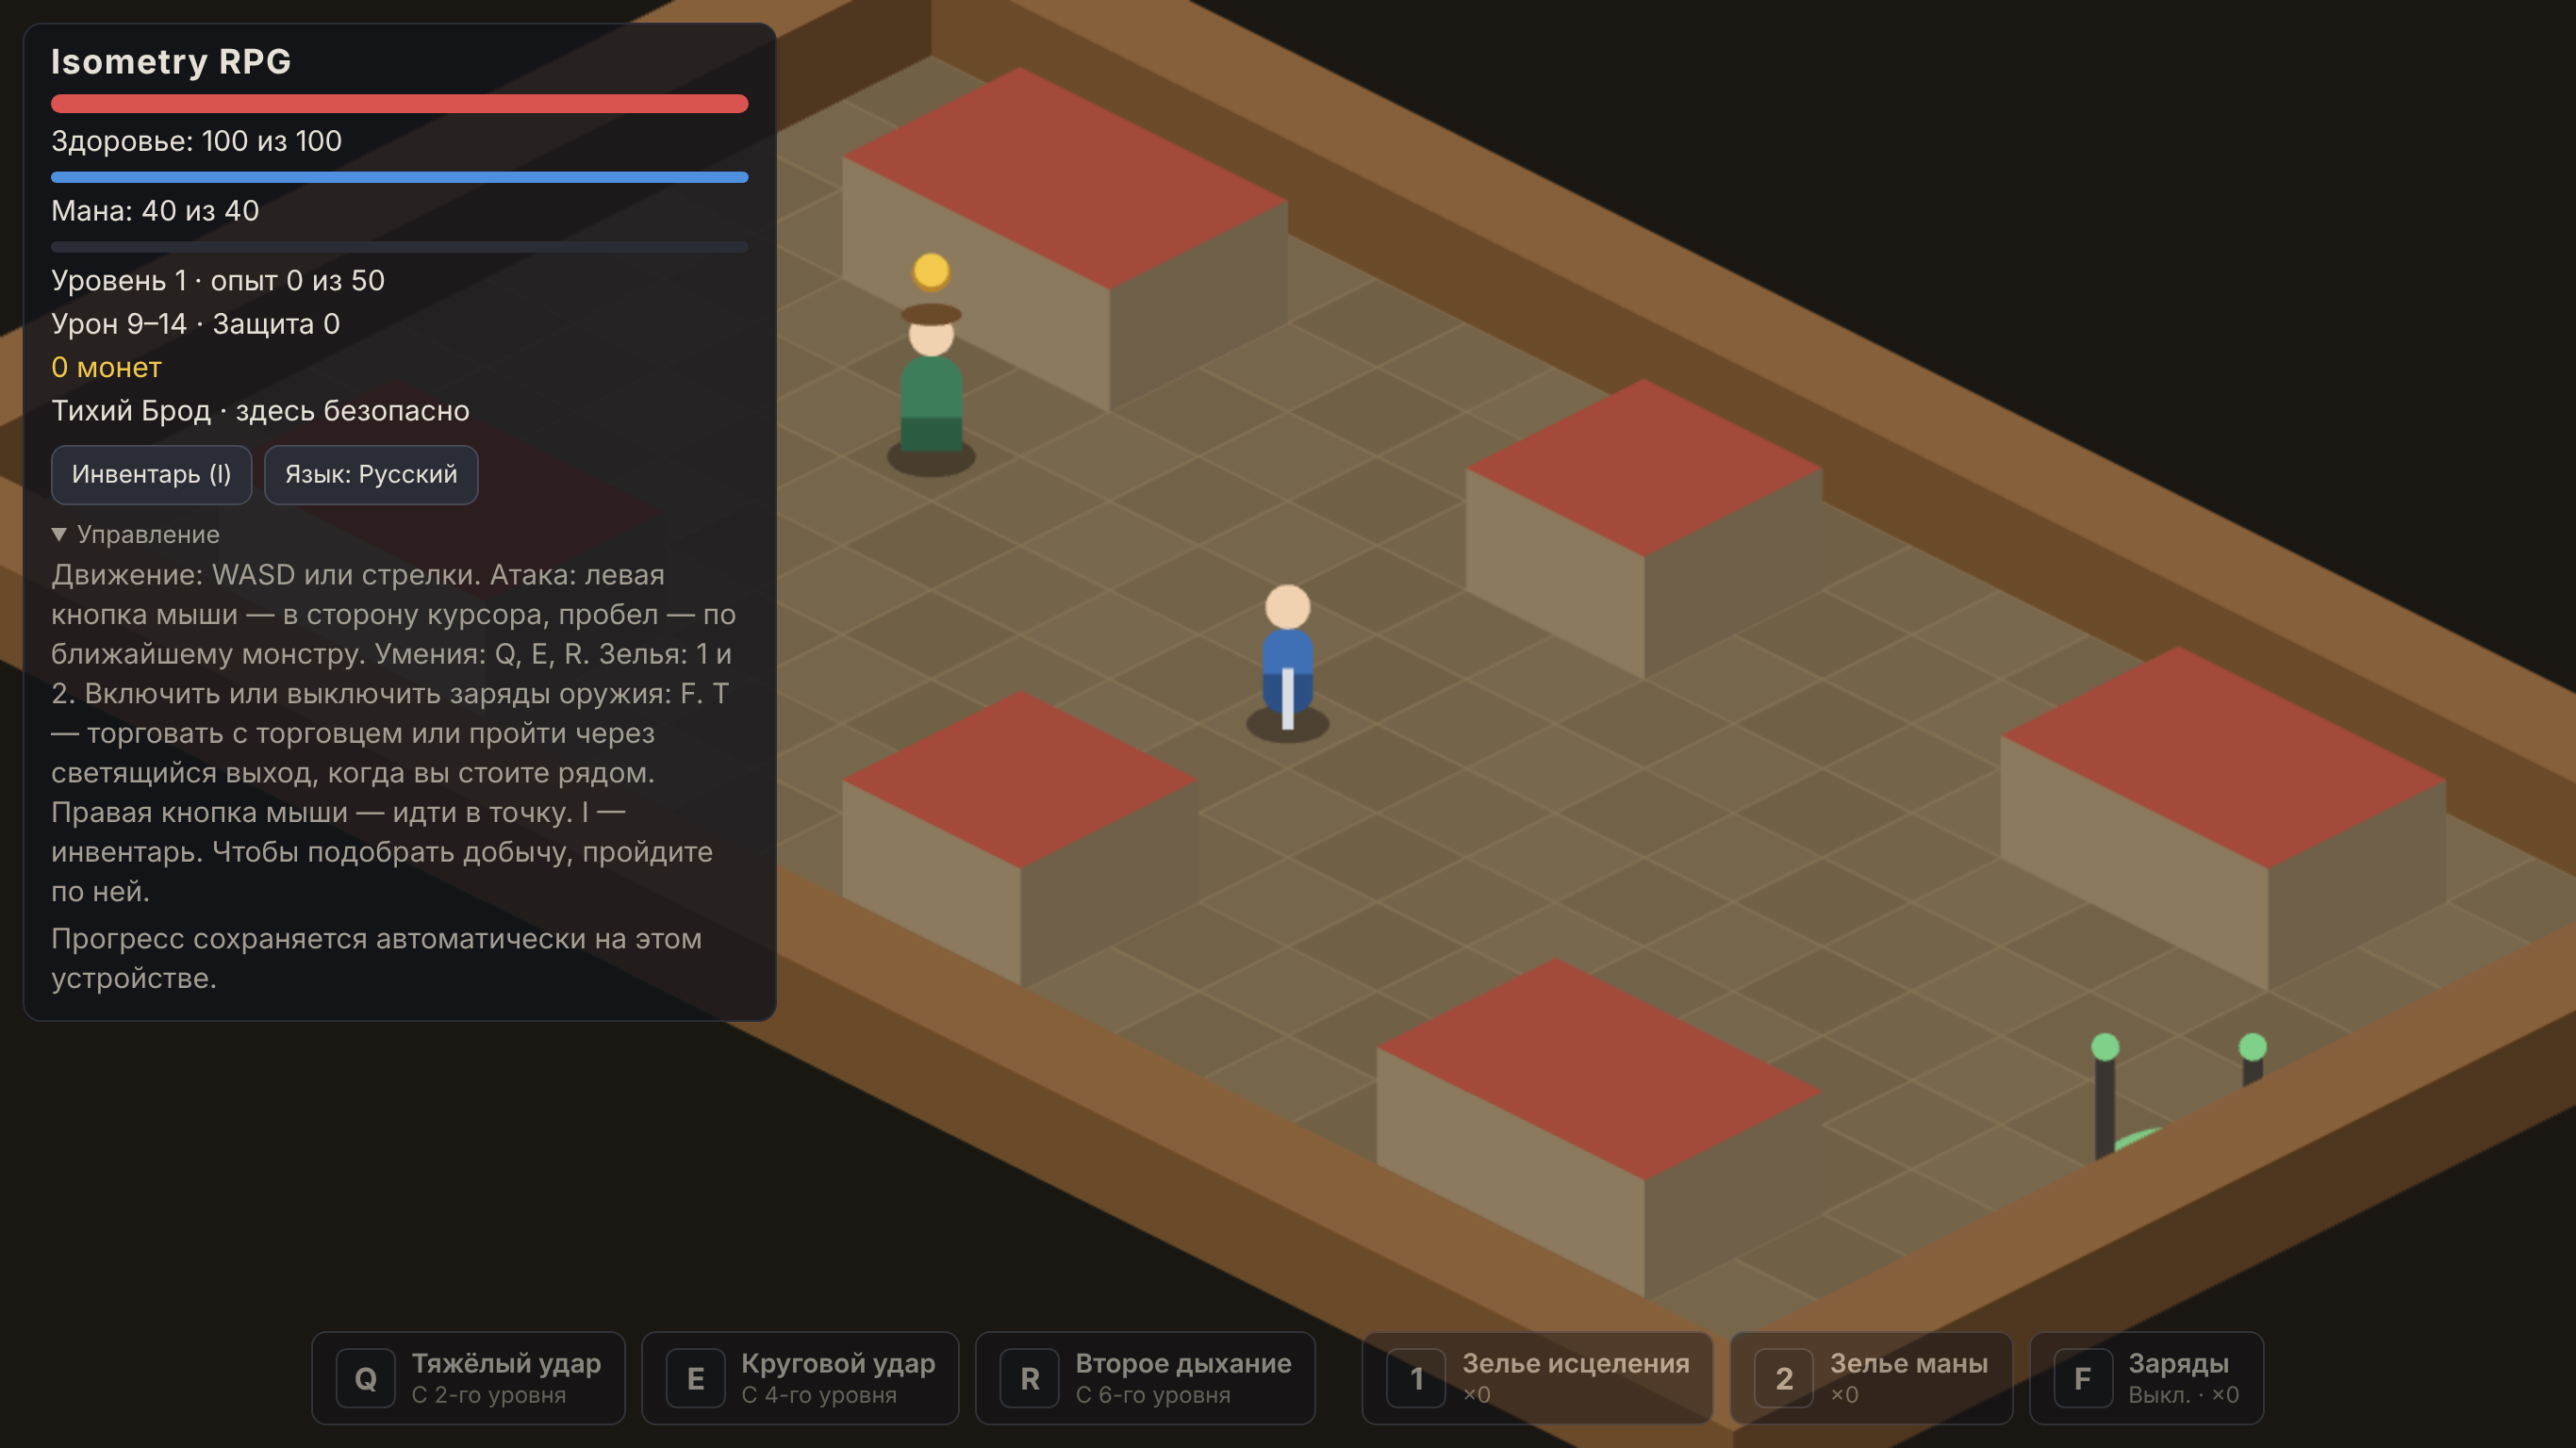 Isometry RPG
Здоровье: 100 из 100
Мана: 40 из 40
Уровень 1 · опыт 0 из 50
Урон 9–14 · Защита 0
0 монет
Тихий Брод · здесь безопасно
Инвентарь (I)
Язык: Русский
▼ Управление
Движение: WASD или стрелки. Атака: левая
кнопка мыши — в сторону курсора, пробел — по
ближайшему монстру. Умения: Q, E, R. Зелья: 1 и
2. Включить или выключить заряды оружия: F. T
— торговать с торговцем или пройти через
светящийся выход, когда вы стоите рядом.
Правая кнопка мыши — идти в точку. I —
инвентарь. Чтобы подобрать добычу, пройдите
по ней.
Прогресс сохраняется автоматически на этом
устройстве.
Q
Тяжёлый удар
С 2-го уровня
E
Круговой удар
С 4-го уровня
R
Второе дыхание
С 6-го уровня
1
Зелье исцеления
×0
2
Зелье маны
×0
F
Заряды
Выкл. · ×0